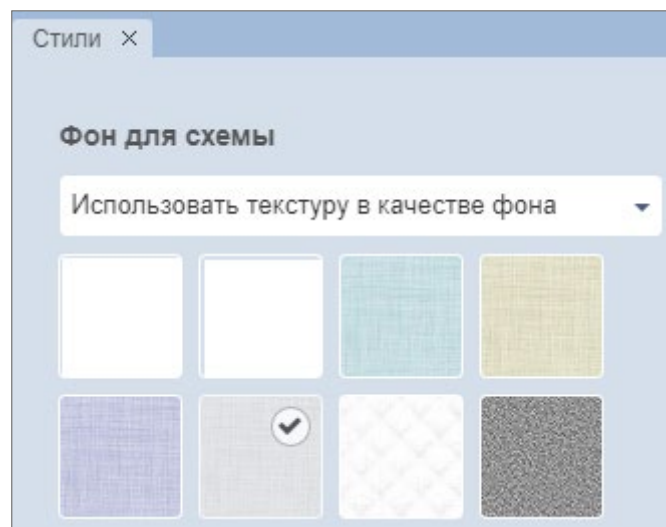 Стили ×
Фон для схемы
Использовать текстуру в качестве фона